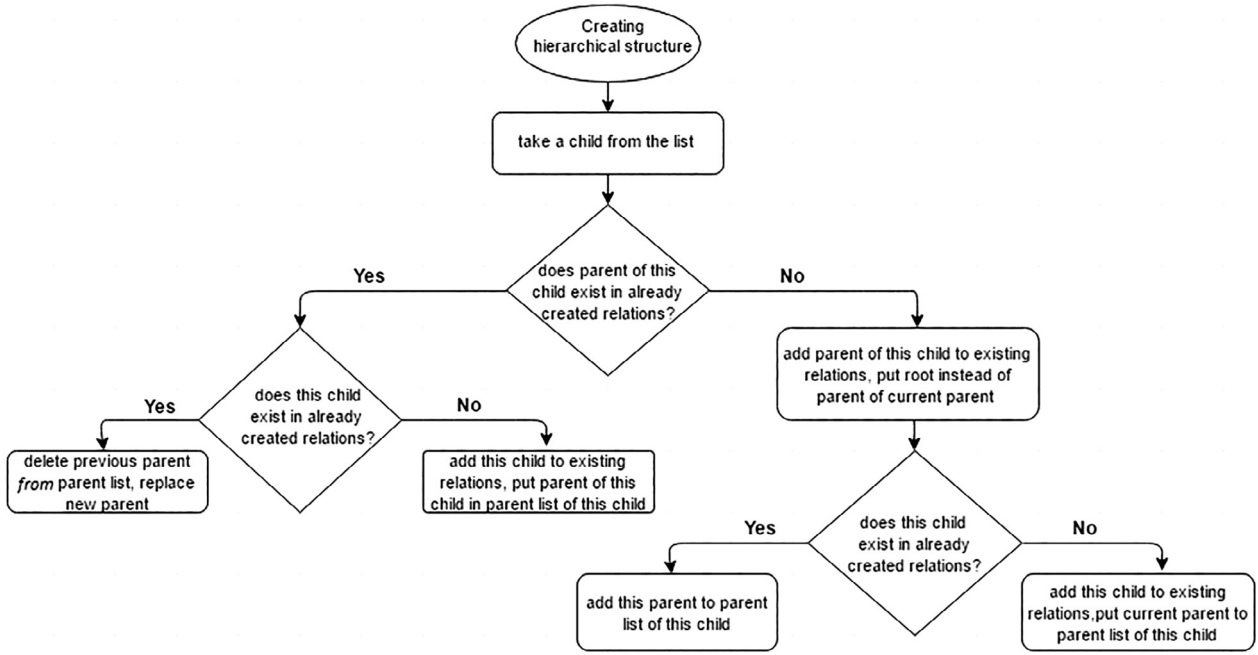 Creating
hierarchical structure
take a child from the list
does parent of this
child exist in already
created relations?
Yes
No
does this child
exist in already
created relations?
add parent of this child to existing
relations, put root instead of
parent of current parent
Yes
No
delete previous parent
from parent list, replace
new parent
add this child to existing
relations, put parent of this
child in parent list of this child
does this child
exist in already
created relations?
Yes
No
add this parent to parent
list of this child
add this child to existing
relations,put current parent to
parent list of this child